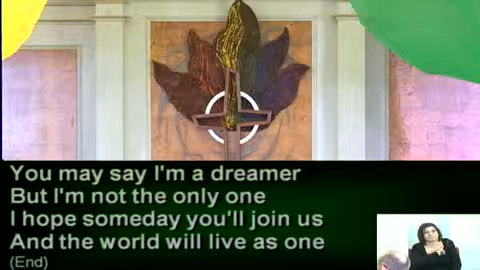 You may say I'm a dreamer
But I'm not the only one
I hope someday you'll join us
And the world will live as one
(End)